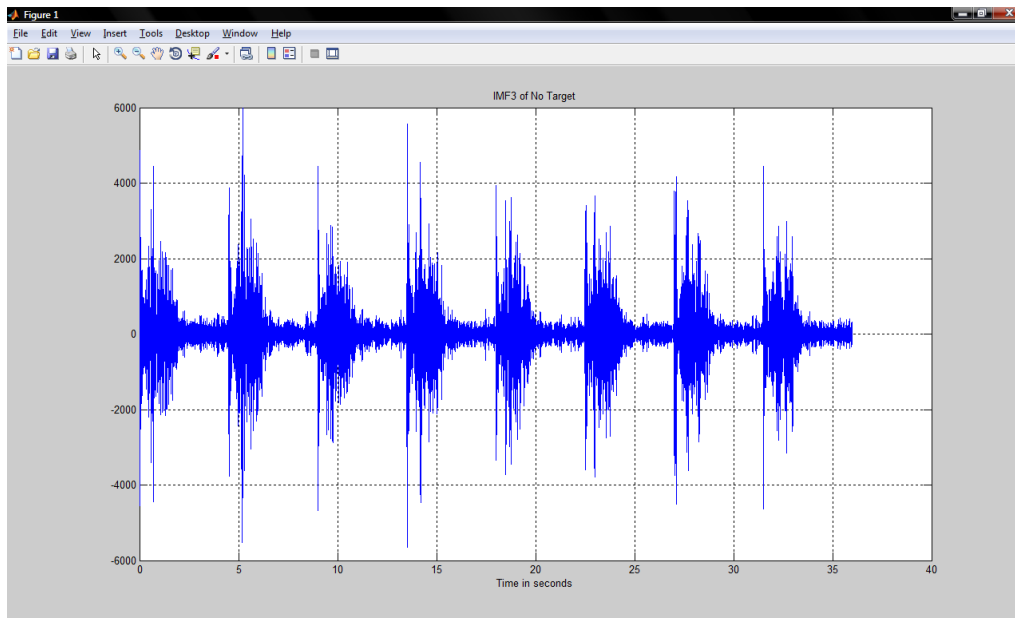 Figure 1
File Edit View Insert Tools Desktop Window Help
IMF3 of No Target
6000
4000
2000
0
-2000
-4000
-6000
0 5 10 15 20 25 30 35 40
Time in seconds